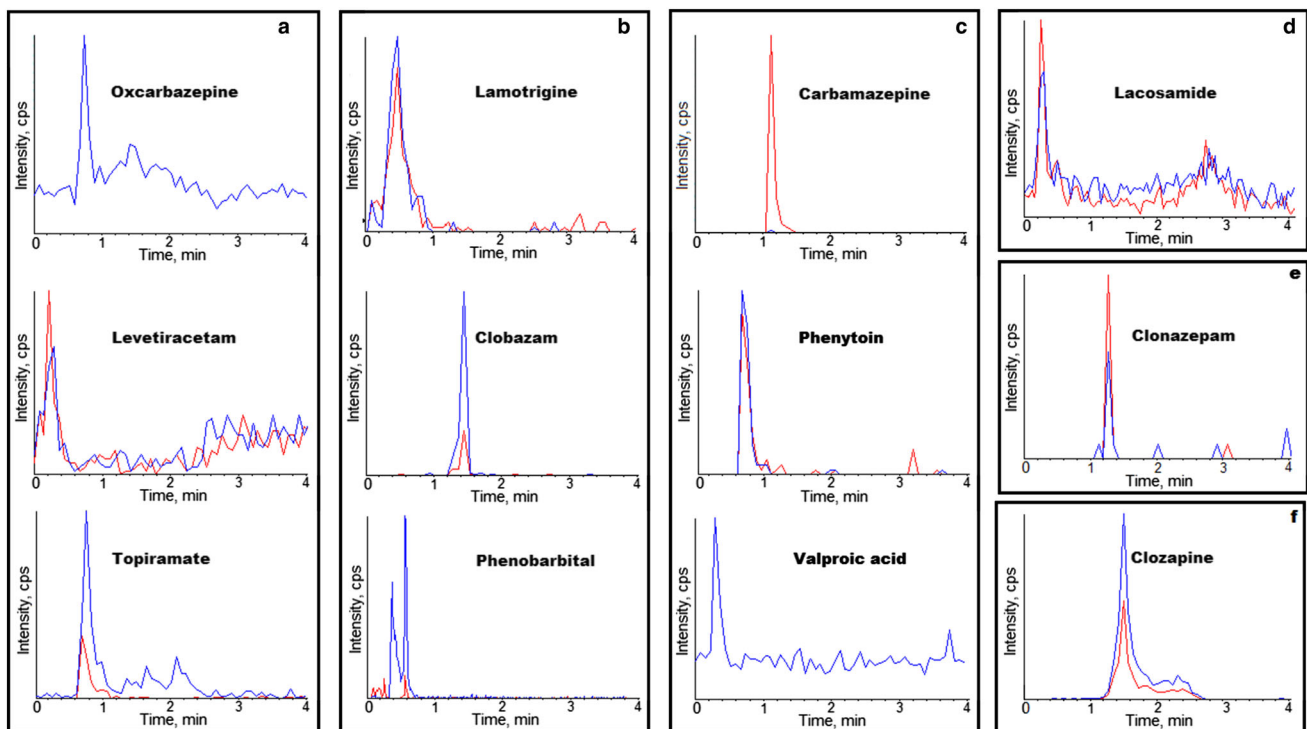 a
Intensity, cps
Oxcarbazepine
0 1 2 3 4
Time, min
Intensity, cps
Levetiracetam
0 1 2 3 4
Time, min
Intensity, cps
Topiramate
0 1 2 3 4
Time, min
b
Intensity, cps
Lamotrigine
0 1 2 3 4
Time, min
Intensity, cps
Clobazam
0 1 2 3 4
Time, min
Intensity, cps
Phenobarbital
0 1 2 3 4
Time, min
c
Intensity, cps
Carbamazepine
0 1 2 3 4
Time, min
Intensity, cps
Phenytoin
0 1 2 3 4
Time, min
Intensity, cps
Valproic acid
0 1 2 3 4
Time, min
d
Intensity, cps
Lacosamide
0 1 2 3 4
Time, min
e
Intensity, cps
Clonazepam
0 1 2 3 4
Time, min
f
Intensity, cps
Clozapine
0 1 2 3 4
Time, min